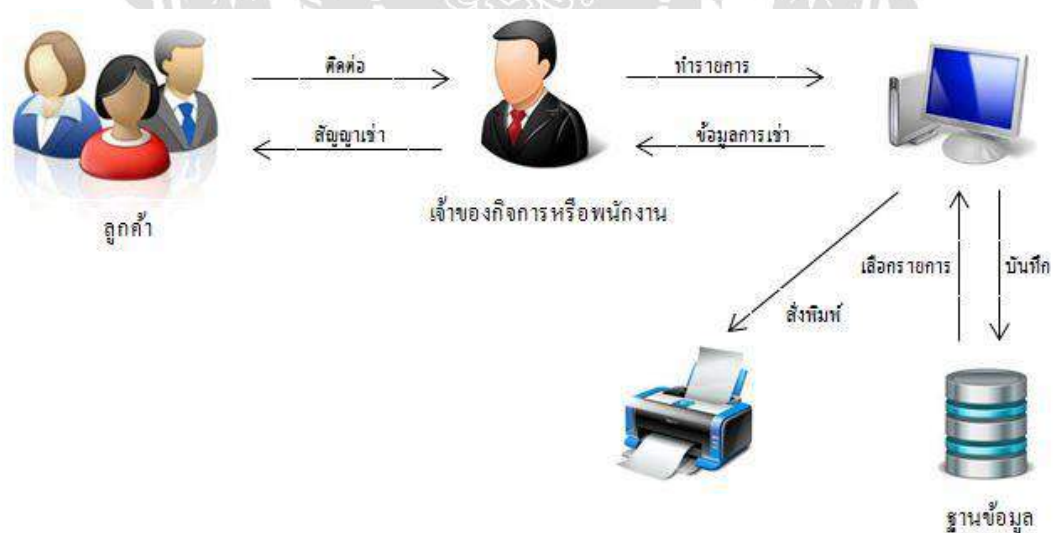 ติดต่อ
ทำรายการ
สัญญาเช่า
ข้อมูลการเช่า
ลูกค้า
เจ้าของกิจการหรือพนักงาน
เลือกรายการ
บันทึก
สั่งพิมพ์
ฐานข้อมูล